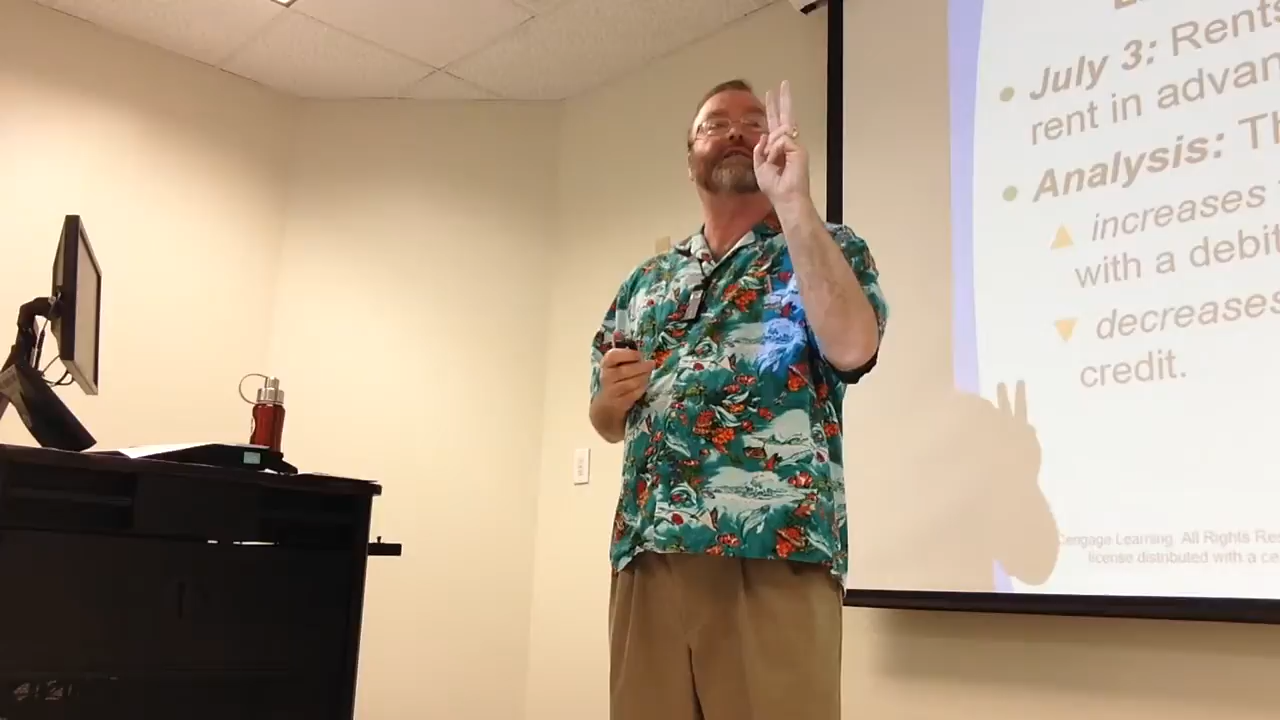 July 3: Rents
rent in advan
Analysis: Th
increases
with a debit
decreases
credit.
Cengage Learning. All Rights Res
license distributed with a ce